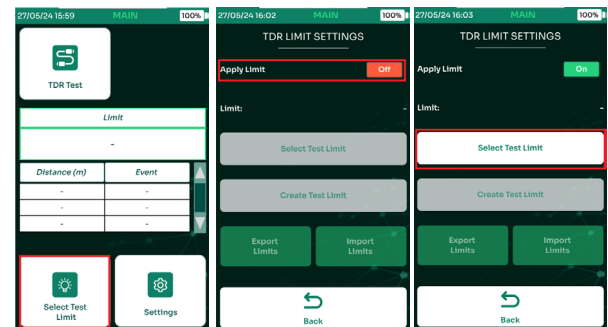 27/05/24 15:59 MAIN 100%
TDR Test
Limit
-
Distance (m) Event
- -
- -
- -
Select Test
Limit
Settings
27/05/24 16:02 MAIN 100%
TDR LIMIT SETTINGS
Apply Limit Off
Limit: -
Select Test Limit
Create Test Limit
Export
Limits
Import
Limits
Back
27/05/24 16:03 MAIN 100%
TDR LIMIT SETTINGS
Apply Limit On
Limit: -
Select Test Limit
Create Test Limit
Export
Limits
Import
Limits
Back